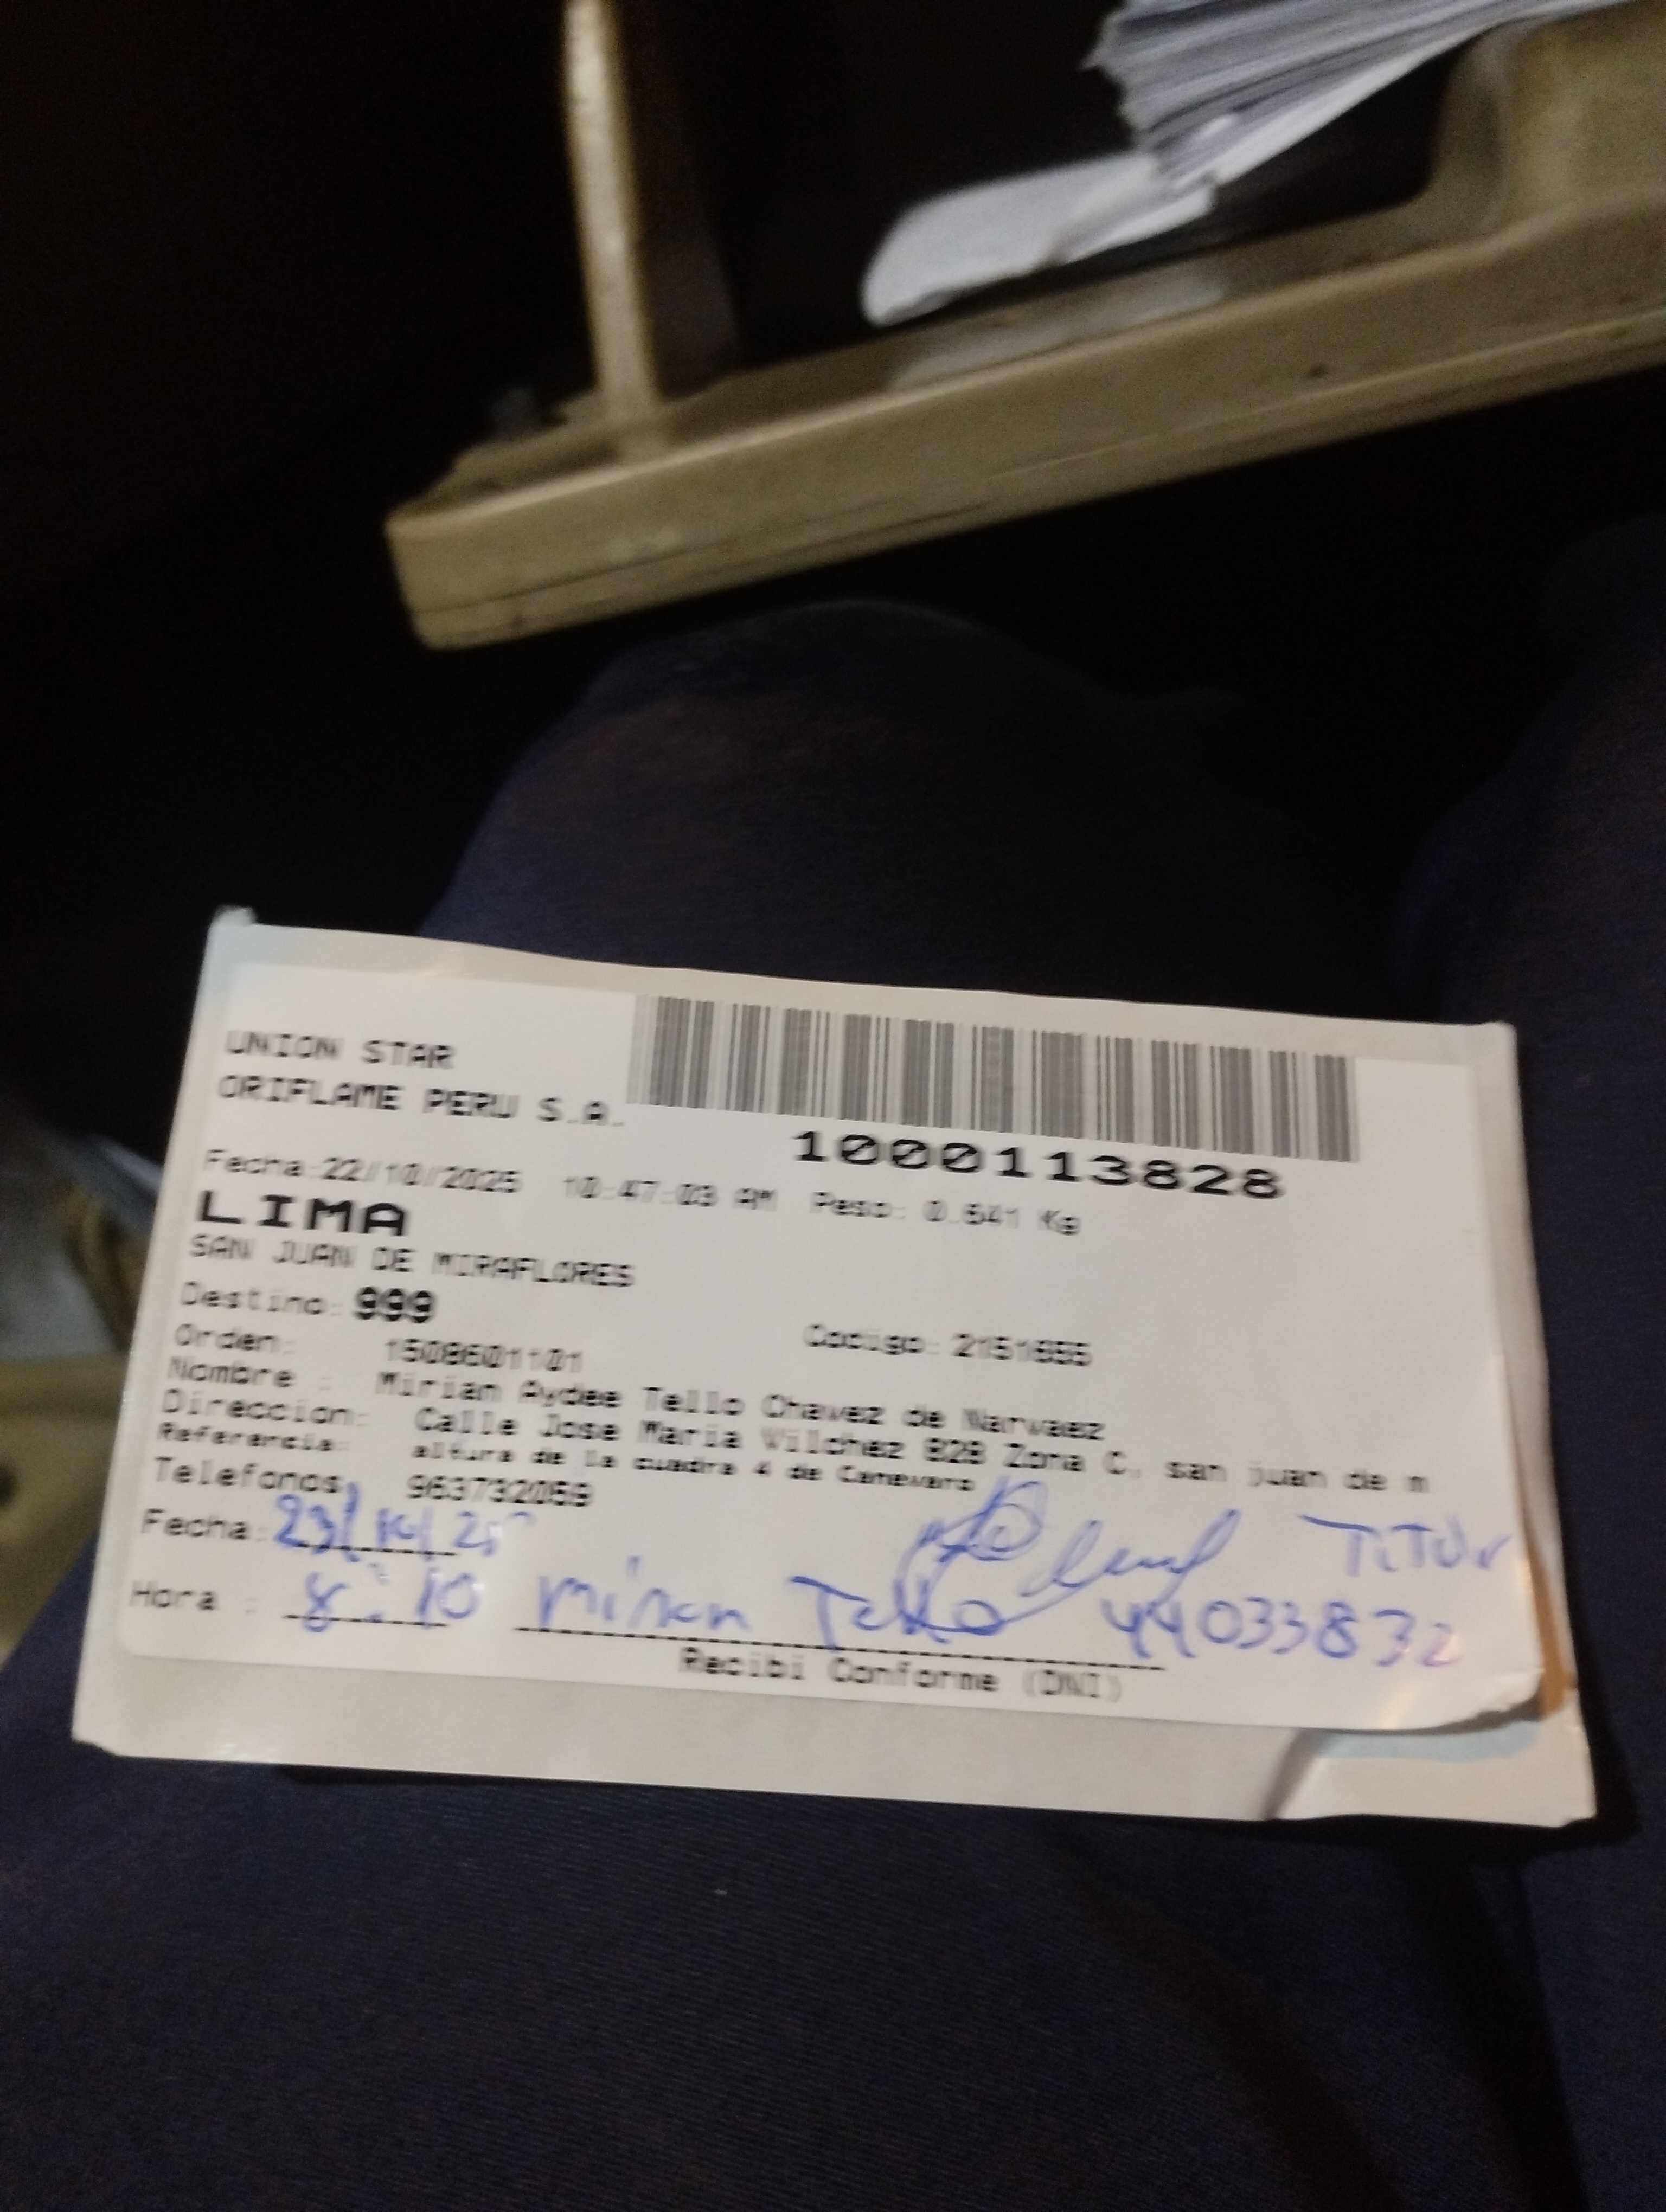 UNION STAR
ORIFLAME PERU S.A.
1000113828
Fecha:22/10/2025 10:47:03 AM Peso: 0.641 Kg
LIMA
SAN JUAN DE MIRAFLORES
Destino: 999
Orden: 1508601101 Codigo: 2151655
Nombre : Mirian Aydee Tello Chavez de Narvaez
Direccion: Calle Jose Maria Vilchez 828 Zona C, san juan de m
Referencia: altura de la cuadra 4 de Canevaro
Telefonos: 963732059
Fecha: 23/10/25 TiTular
Hora : 8:10 Mirian Tello 44033832
Recibi Conforme (DNI)